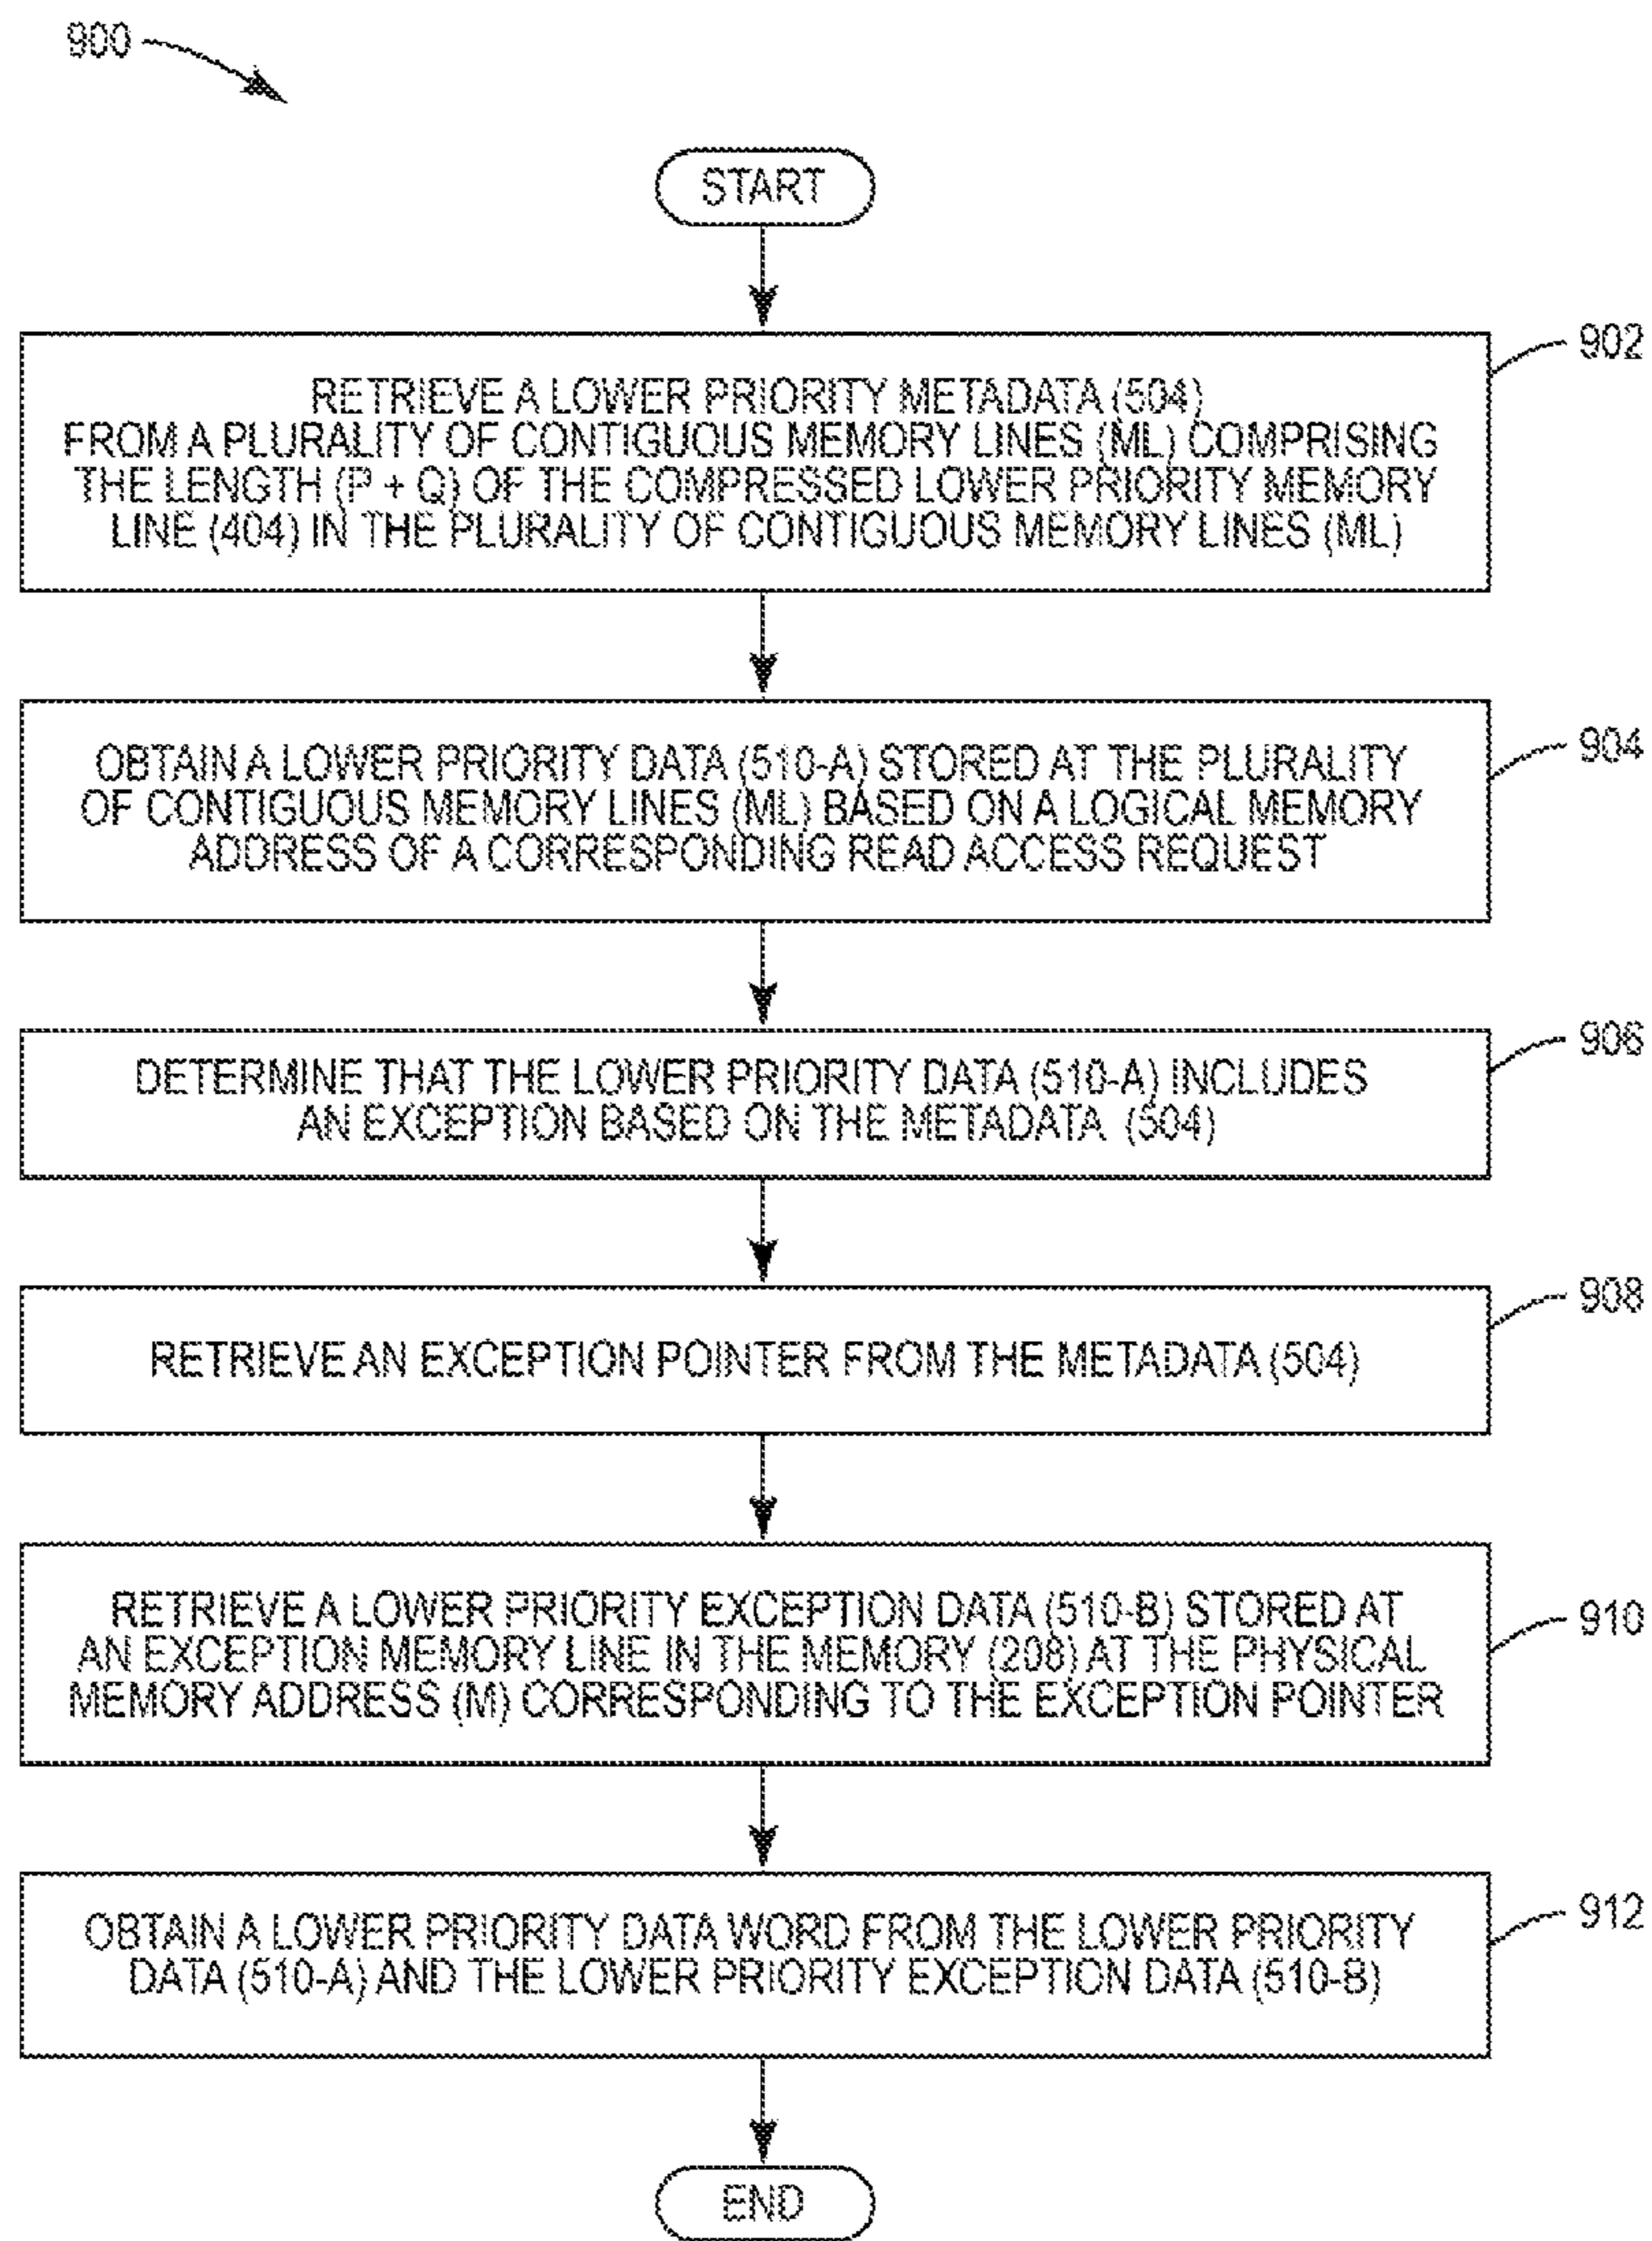 900
START
902
RETRIEVE A LOWER PRIORITY METADATA (504)
FROM A PLURALITY OF CONTIGUOUS MEMORY LINES (ML) COMPRISING
THE LENGTH (P + Q) OF THE COMPRESSED LOWER PRIORITY MEMORY
LINE (404) IN THE PLURALITY OF CONTIGUOUS MEMORY LINES (ML)
904
OBTAIN A LOWER PRIORITY DATA (510-A) STORED AT THE PLURALITY
OF CONTIGUOUS MEMORY LINES (ML) BASED ON A LOGICAL MEMORY
ADDRESS OF A CORRESPONDING READ ACCESS REQUEST
906
DETERMINE THAT THE LOWER PRIORITY DATA (510-A) INCLUDES
AN EXCEPTION BASED ON THE METADATA (504)
908
RETRIEVE AN EXCEPTION POINTER FROM THE METADATA (504)
910
RETRIEVE A LOWER PRIORITY EXCEPTION DATA (510-B) STORED AT
AN EXCEPTION MEMORY LINE IN THE MEMORY (208) AT THE PHYSICAL
MEMORY ADDRESS (M) CORRESPONDING TO THE EXCEPTION POINTER
912
OBTAIN A LOWER PRIORITY DATA WORD FROM THE LOWER PRIORITY
DATA (510-A) AND THE LOWER PRIORITY EXCEPTION DATA (510-B)
END